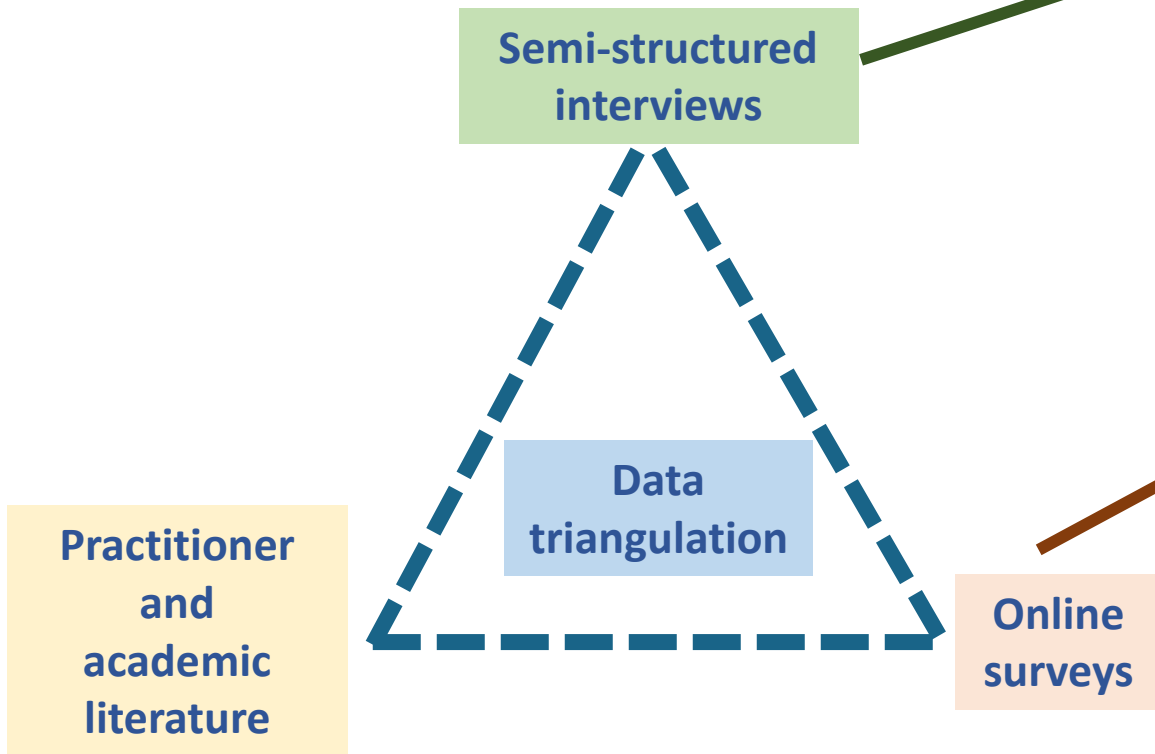 Semi-structured
interviews
Data
triangulation
Practitioner
and
academic
literature
Online
surveys